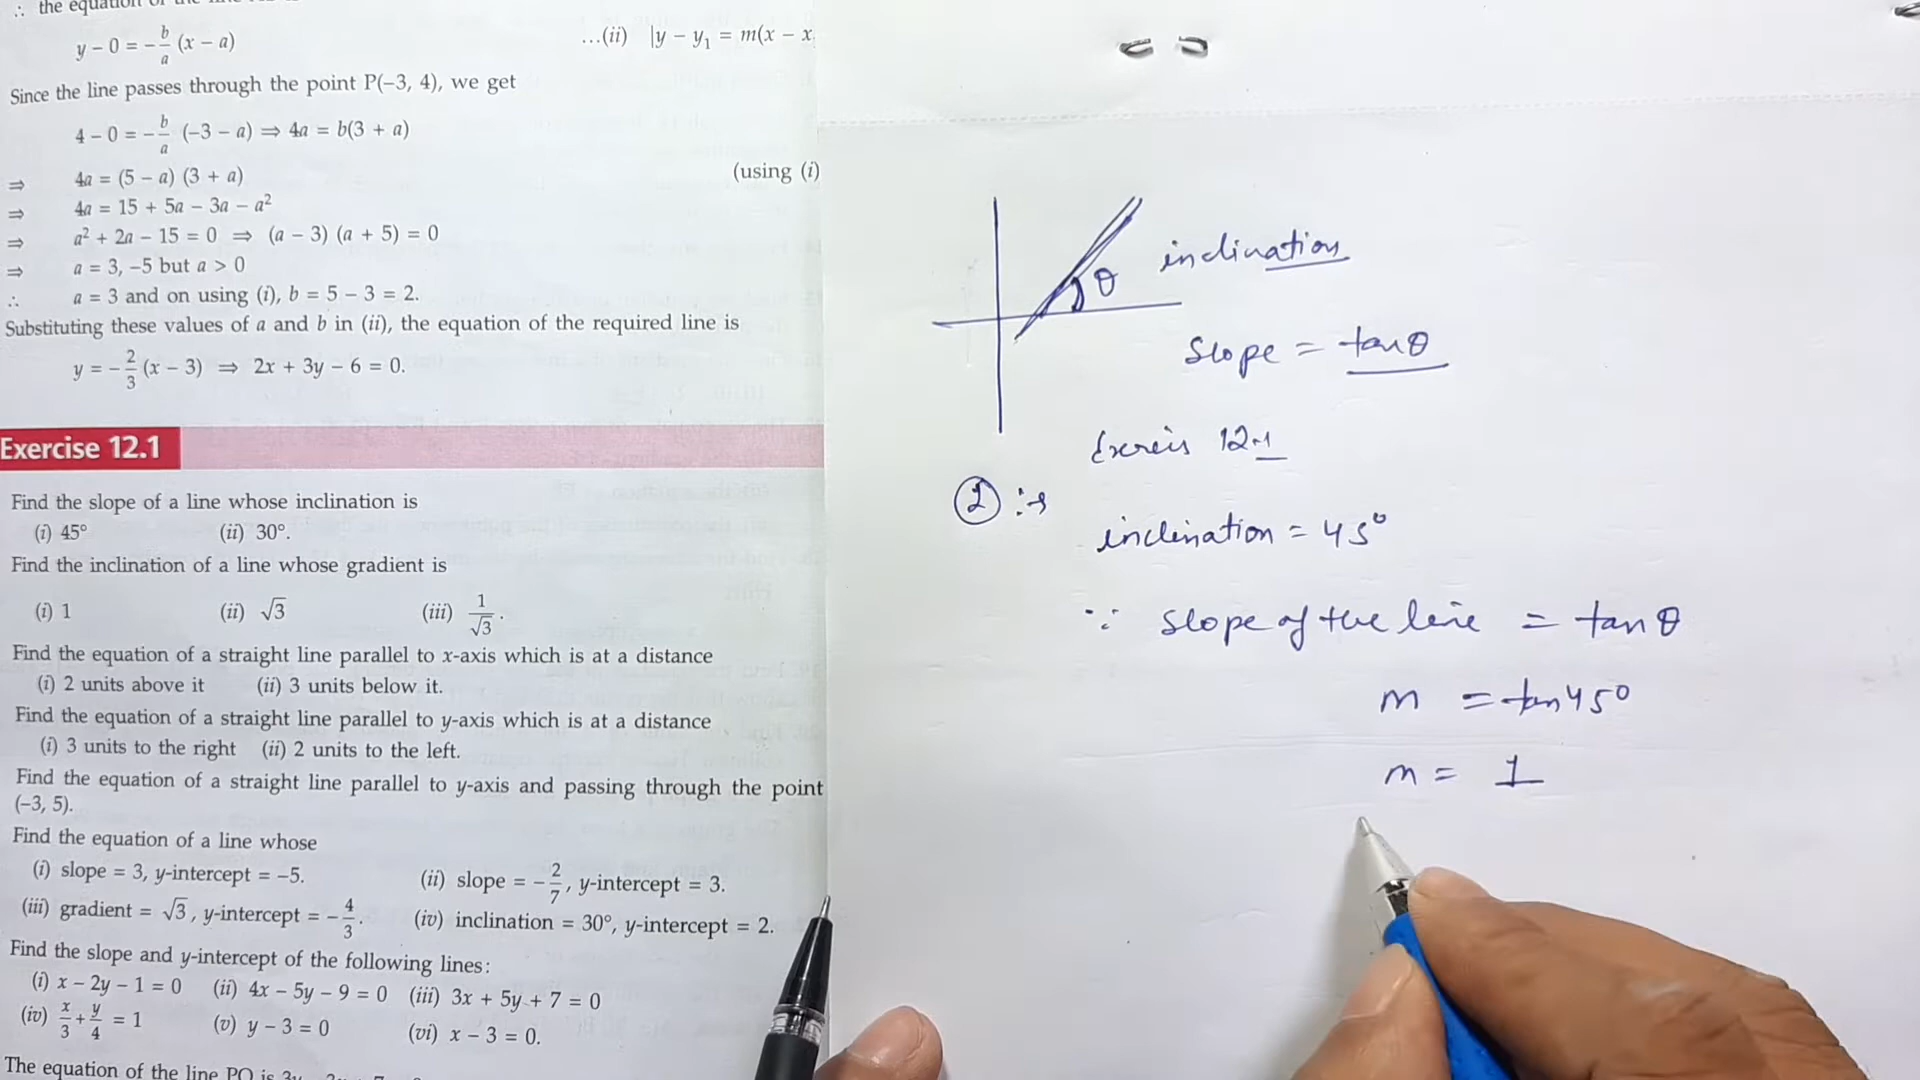 ∴ the equation of the
y – 0 = – b/a (x – a) ...(ii) |y – y₁ = m(x – x
Since the line passes through the point P(–3, 4), we get
4 – 0 = – b/a (–3 – a) ⇒ 4a = b(3 + a)
⇒ 4a = (5 – a) (3 + a) (using (i)
⇒ 4a = 15 + 5a – 3a – a²
⇒ a² + 2a – 15 = 0 ⇒ (a – 3) (a + 5) = 0
⇒ a = 3, –5 but a > 0
∴ a = 3 and on using (i), b = 5 – 3 = 2.
Substituting these values of a and b in (ii), the equation of the required line is
y = – 2/3 (x – 3) ⇒ 2x + 3y – 6 = 0.
Exercise 12.1
Find the slope of a line whose inclination is
(i) 45° (ii) 30°.
Find the inclination of a line whose gradient is
(i) 1 (ii) √3 (iii) 1/√3.
Find the equation of a straight line parallel to x-axis which is at a distance
(i) 2 units above it (ii) 3 units below it.
Find the equation of a straight line parallel to y-axis which is at a distance
(i) 3 units to the right (ii) 2 units to the left.
Find the equation of a straight line parallel to y-axis and passing through the point
(–3, 5).
Find the equation of a line whose
(i) slope = 3, y-intercept = –5. (ii) slope = – 2/7, y-intercept = 3.
(iii) gradient = √3, y-intercept = – 4/3. (iv) inclination = 30°, y-intercept = 2.
Find the slope and y-intercept of the following lines:
(i) x – 2y – 1 = 0 (ii) 4x – 5y – 9 = 0 (iii) 3x + 5y + 7 = 0
(iv) x/3 + y/4 = 1 (v) y – 3 = 0 (vi) x – 3 = 0.
The equation of the line PQ is
θ inclination
Slope = tanθ
Exercis 12.1
① :→
inclination = 45°
∵ slope of the line = tan θ
m = tan45°
m = 1